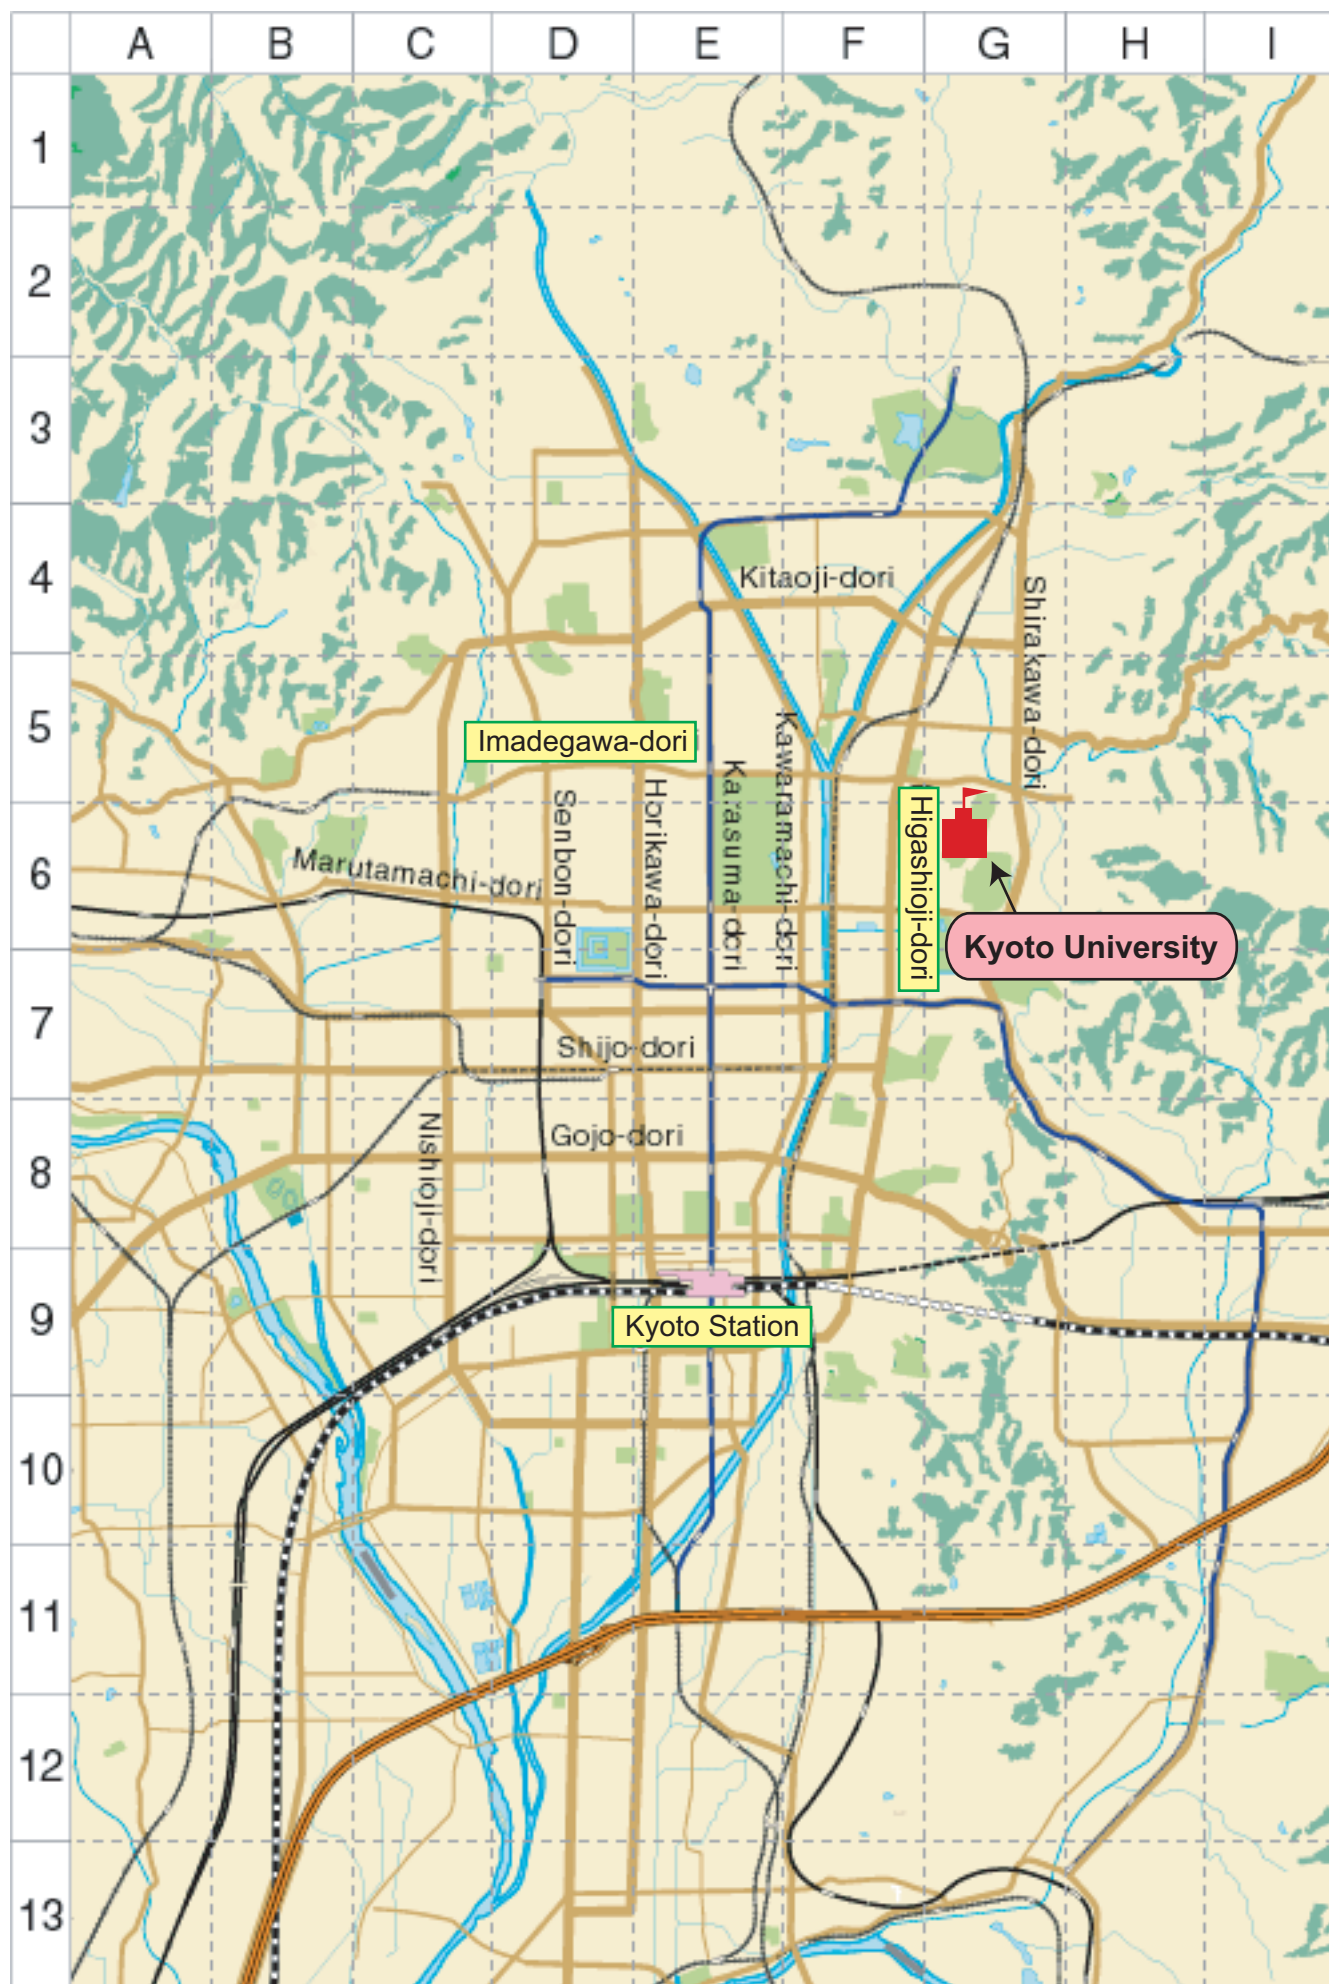 A B C D E F G H I
1
2
3
4
Kitaoji-dori
Shirakawa-dori
5
Imadegawa-dori
Kawaramachi-dori
Karasuma-dori
Horikawa-dori
Senbon-dori
Higashioji-dori
6
Marutamachi-dori
Kyoto University
7
Shijo-dori
Gojo-dori
Nishioji-dori
8
9
Kyoto Station
10
11
12
13